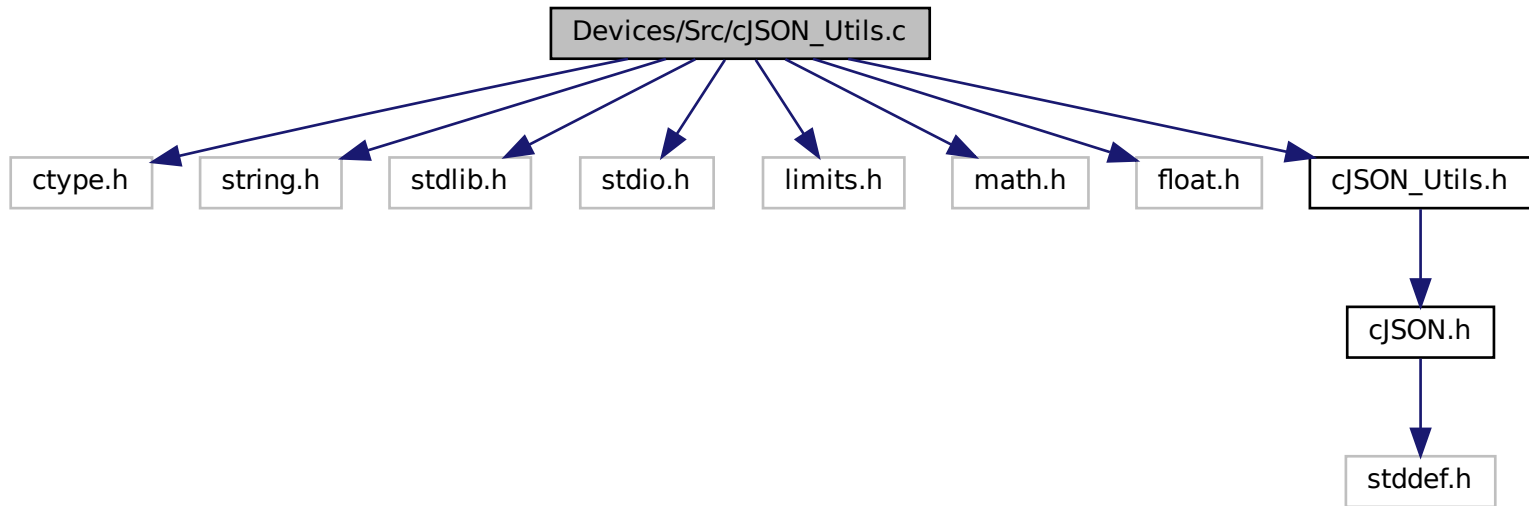 Devices/Src/cJSON_Utils.c
ctype.h
string.h
stdlib.h
stdio.h
limits.h
math.h
float.h
cJSON_Utils.h
cJSON.h
stddef.h